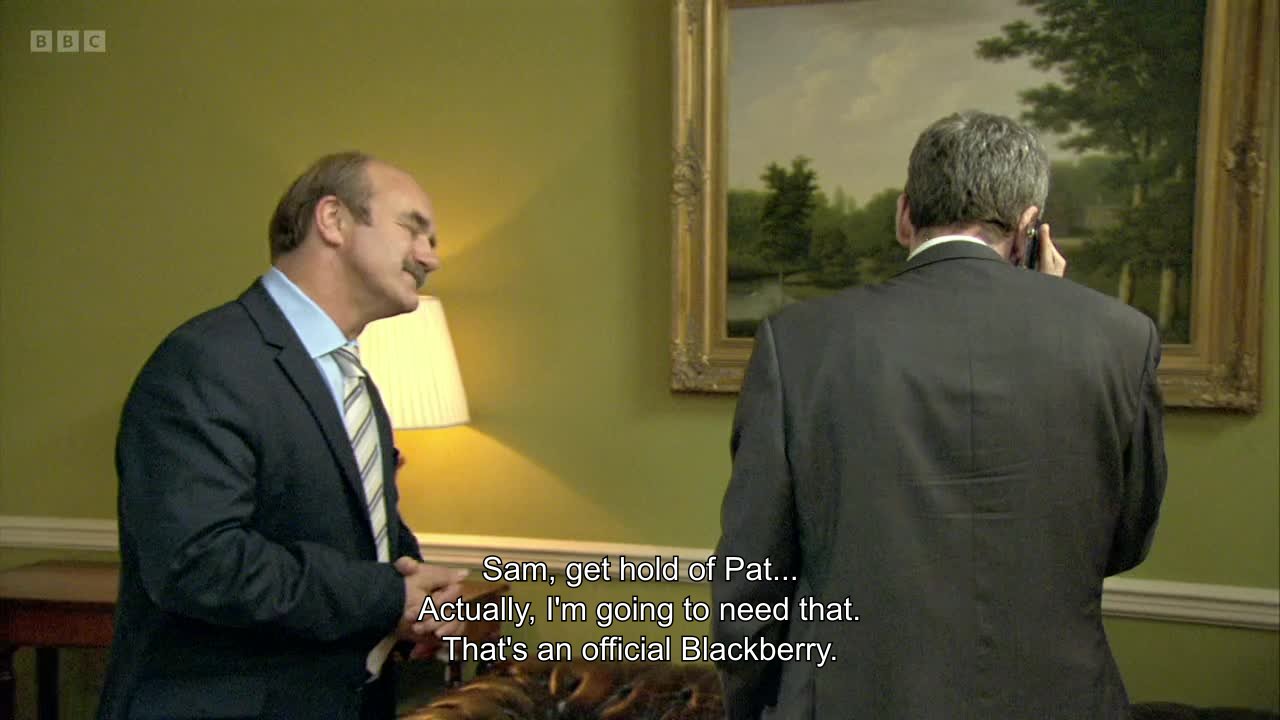 BBC
Sam, get hold of Pat...
Actually, I'm going to need that.
That's an official Blackberry.